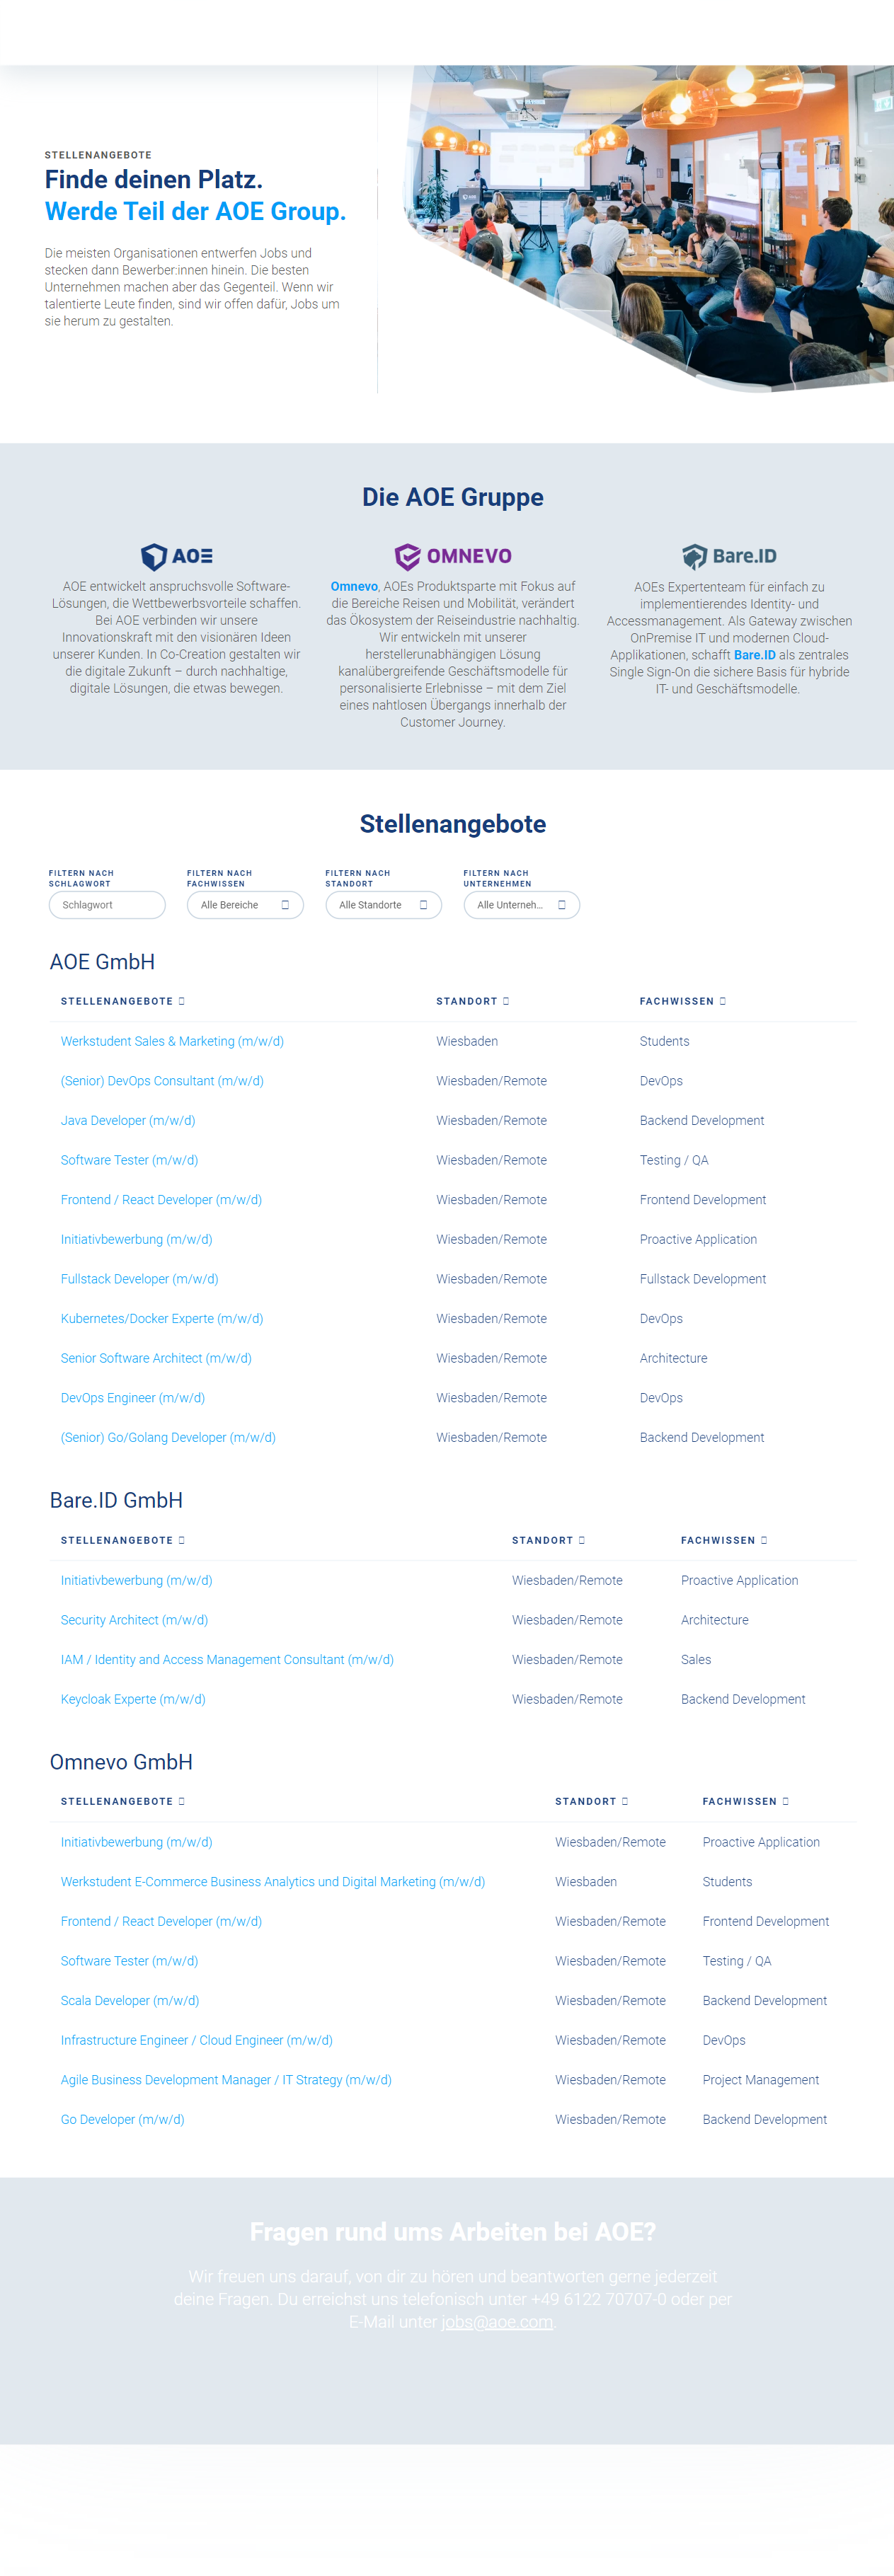 STELLENANGEBOTE
Finde deinen Platz.
Werde Teil der AOE Group.
Die meisten Organisationen entwerfen Jobs und
stecken dann Bewerber:innen hinein. Die besten
Unternehmen machen aber das Gegenteil. Wenn wir
talentierte Leute finden, sind wir offen dafür, Jobs um
sie herum zu gestalten.
Die AOE Gruppe
AOE
AOE entwickelt anspruchsvolle Software-
Lösungen, die Wettbewerbsvorteile schaffen.
Bei AOE verbinden wir unsere
Innovationskraft mit den visionären Ideen
unserer Kunden. In Co-Creation gestalten wir
die digitale Zukunft – durch nachhaltige,
digitale Lösungen, die etwas bewegen.
OMNEVO
Omnevo, AOEs Produktsparte mit Fokus auf
die Bereiche Reisen und Mobilität, verändert
das Ökosystem der Reiseindustrie nachhaltig.
Wir entwickeln mit unserer
herstellerunabhängigen Lösung
kanalübergreifende Geschäftsmodelle für
personalisierte Erlebnisse – mit dem Ziel
eines nahtlosen Übergangs innerhalb der
Customer Journey.
Bare.ID
AOEs Expertenteam für einfach zu
implementierendes Identity- und
Accessmanagement. Als Gateway zwischen
OnPremise IT und modernen Cloud-
Applikationen, schafft Bare.ID als zentrales
Single Sign-On die sichere Basis für hybride
IT- und Geschäftsmodelle.
Stellenangebote
FILTERN NACH
SCHLAGWORT
Schlagwort
FILTERN NACH
FACHWISSEN
Alle Bereiche
FILTERN NACH
STANDORT
Alle Standorte
FILTERN NACH
UNTERNEHMEN
Alle Unterneh...
AOE GmbH
STELLENANGEBOTE STANDORT FACHWISSEN
Werkstudent Sales & Marketing (m/w/d) Wiesbaden Students
(Senior) DevOps Consultant (m/w/d) Wiesbaden/Remote DevOps
Java Developer (m/w/d) Wiesbaden/Remote Backend Development
Software Tester (m/w/d) Wiesbaden/Remote Testing / QA
Frontend / React Developer (m/w/d) Wiesbaden/Remote Frontend Development
Initiativbewerbung (m/w/d) Wiesbaden/Remote Proactive Application
Fullstack Developer (m/w/d) Wiesbaden/Remote Fullstack Development
Kubernetes/Docker Experte (m/w/d) Wiesbaden/Remote DevOps
Senior Software Architect (m/w/d) Wiesbaden/Remote Architecture
DevOps Engineer (m/w/d) Wiesbaden/Remote DevOps
(Senior) Go/Golang Developer (m/w/d) Wiesbaden/Remote Backend Development
Bare.ID GmbH
STELLENANGEBOTE STANDORT FACHWISSEN
Initiativbewerbung (m/w/d) Wiesbaden/Remote Proactive Application
Security Architect (m/w/d) Wiesbaden/Remote Architecture
IAM / Identity and Access Management Consultant (m/w/d) Wiesbaden/Remote Sales
Keycloak Experte (m/w/d) Wiesbaden/Remote Backend Development
Omnevo GmbH
STELLENANGEBOTE STANDORT FACHWISSEN
Initiativbewerbung (m/w/d) Wiesbaden/Remote Proactive Application
Werkstudent E-Commerce Business Analytics und Digital Marketing (m/w/d) Wiesbaden Students
Frontend / React Developer (m/w/d) Wiesbaden/Remote Frontend Development
Software Tester (m/w/d) Wiesbaden/Remote Testing / QA
Scala Developer (m/w/d) Wiesbaden/Remote Backend Development
Infrastructure Engineer / Cloud Engineer (m/w/d) Wiesbaden/Remote DevOps
Agile Business Development Manager / IT Strategy (m/w/d) Wiesbaden/Remote Project Management
Go Developer (m/w/d) Wiesbaden/Remote Backend Development
Fragen rund ums Arbeiten bei AOE?
Wir freuen uns darauf, von dir zu hören und beantworten gerne jederzeit
deine Fragen. Du erreichst uns telefonisch unter +49 6122 70707-0 oder per
E-Mail unter jobs@aoe.com.